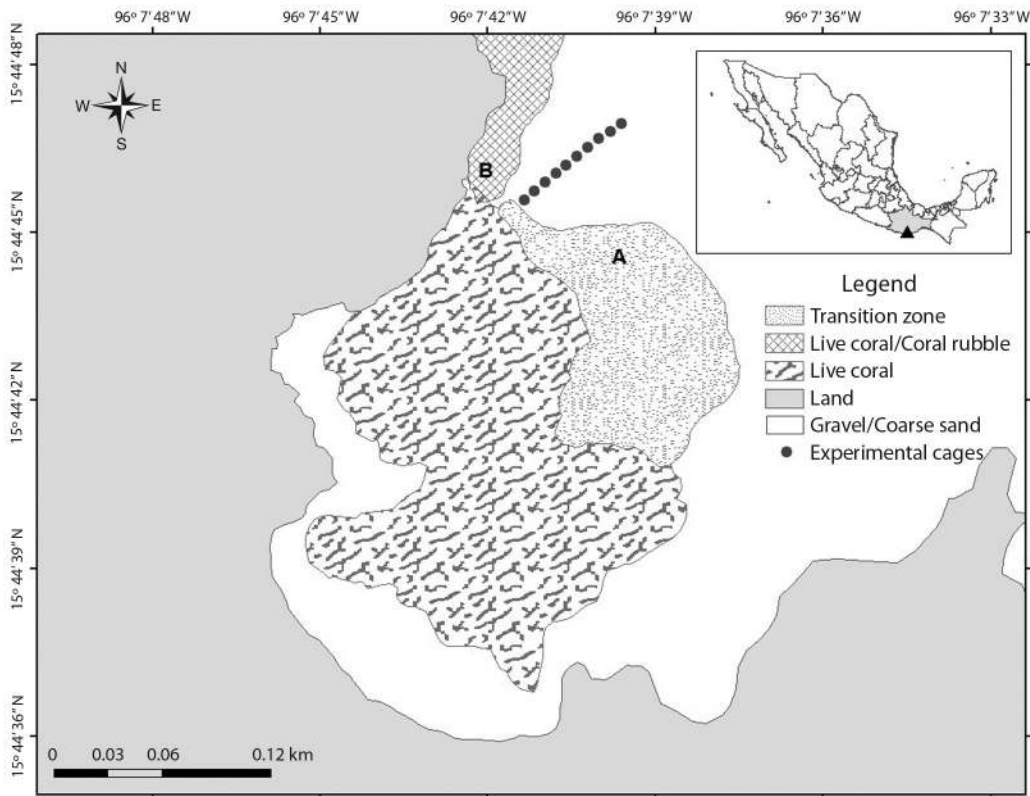 96° 7'48"W 96° 7'45"W 96° 7'42"W 96° 7'39"W 96° 7'36"W 96° 7'33"W
15° 44'48"N
15° 44'45"N
15° 44'42"N
15° 44'39"N
15° 44'36"N
N
W E
S
B
A
Legend
Transition zone
Live coral/Coral rubble
Live coral
Land
Gravel/Coarse sand
Experimental cages
0 0.03 0.06 0.12 km